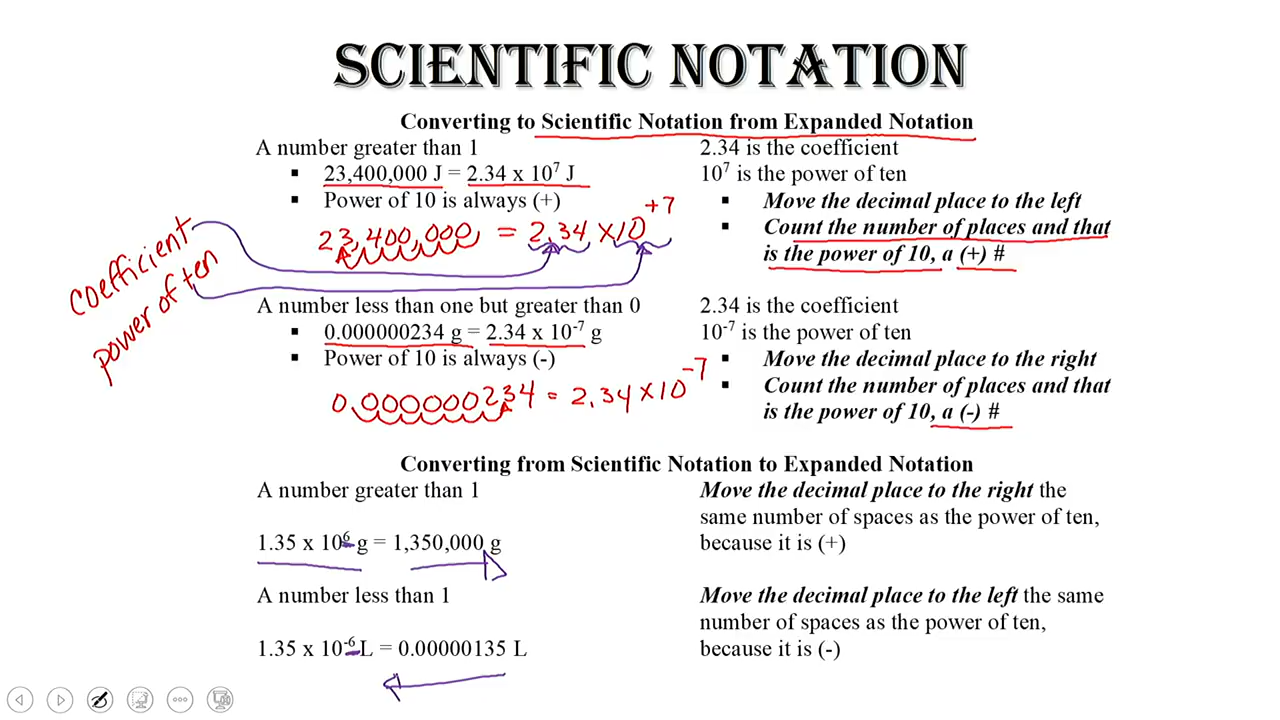 SCIENTIFIC NOTATION
Converting to Scientific Notation from Expanded Notation
A number greater than 1
2.34 is the coefficient
▪ 23,400,000 J = 2.34 x 10⁷ J
10⁷ is the power of ten
▪ Power of 10 is always (+)
▪ Move the decimal place to the left
23,400,000 = 2.34 x 10⁺⁷
▪ Count the number of places and that
is the power of 10, a (+) #
coefficient
power of ten
A number less than one but greater than 0
2.34 is the coefficient
▪ 0.000000234 g = 2.34 x 10⁻⁷ g
10⁻⁷ is the power of ten
▪ Power of 10 is always (-)
▪ Move the decimal place to the right
0.000000234 = 2.34 x 10⁻⁷
▪ Count the number of places and that
is the power of 10, a (-) #
Converting from Scientific Notation to Expanded Notation
A number greater than 1
Move the decimal place to the right the
same number of spaces as the power of ten,
because it is (+)
1.35 x 10⁶ g = 1,350,000 g
A number less than 1
Move the decimal place to the left the same
number of spaces as the power of ten,
because it is (-)
1.35 x 10⁻⁶ L = 0.00000135 L